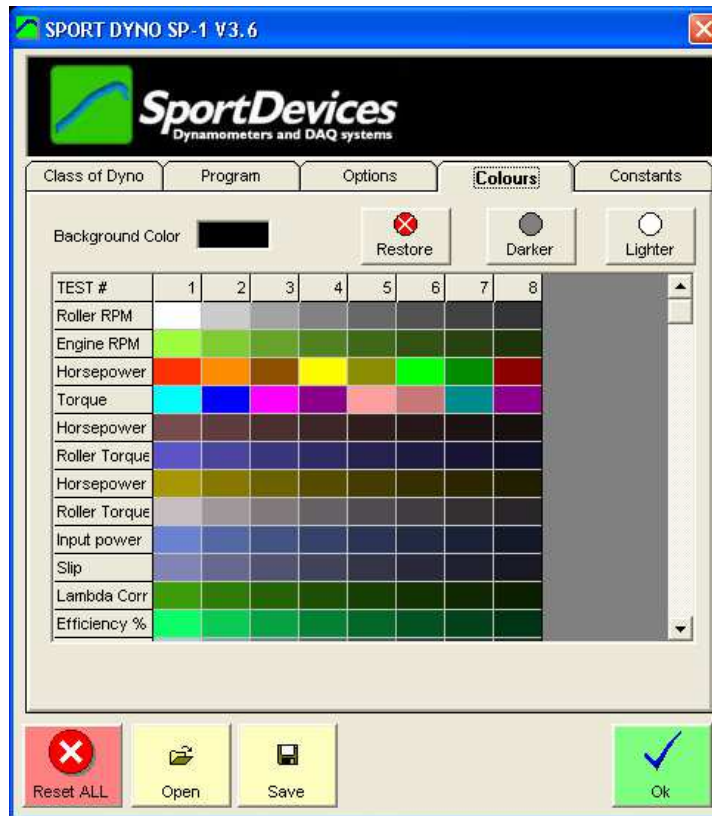 SPORT DYNO SP-1 V3.6
SportDevices
Dynamometers and DAQ systems
Class of Dyno Program Options Colours Constants
Background Color Restore Darker Lighter
TEST # 1 2 3 4 5 6 7 8
Roller RPM
Engine RPM
Horsepower
Torque
Horsepower
Roller Torque
Horsepower
Roller Torque
Input power
Slip
Lambda Corr
Efficiency %
Reset ALL Open Save Ok